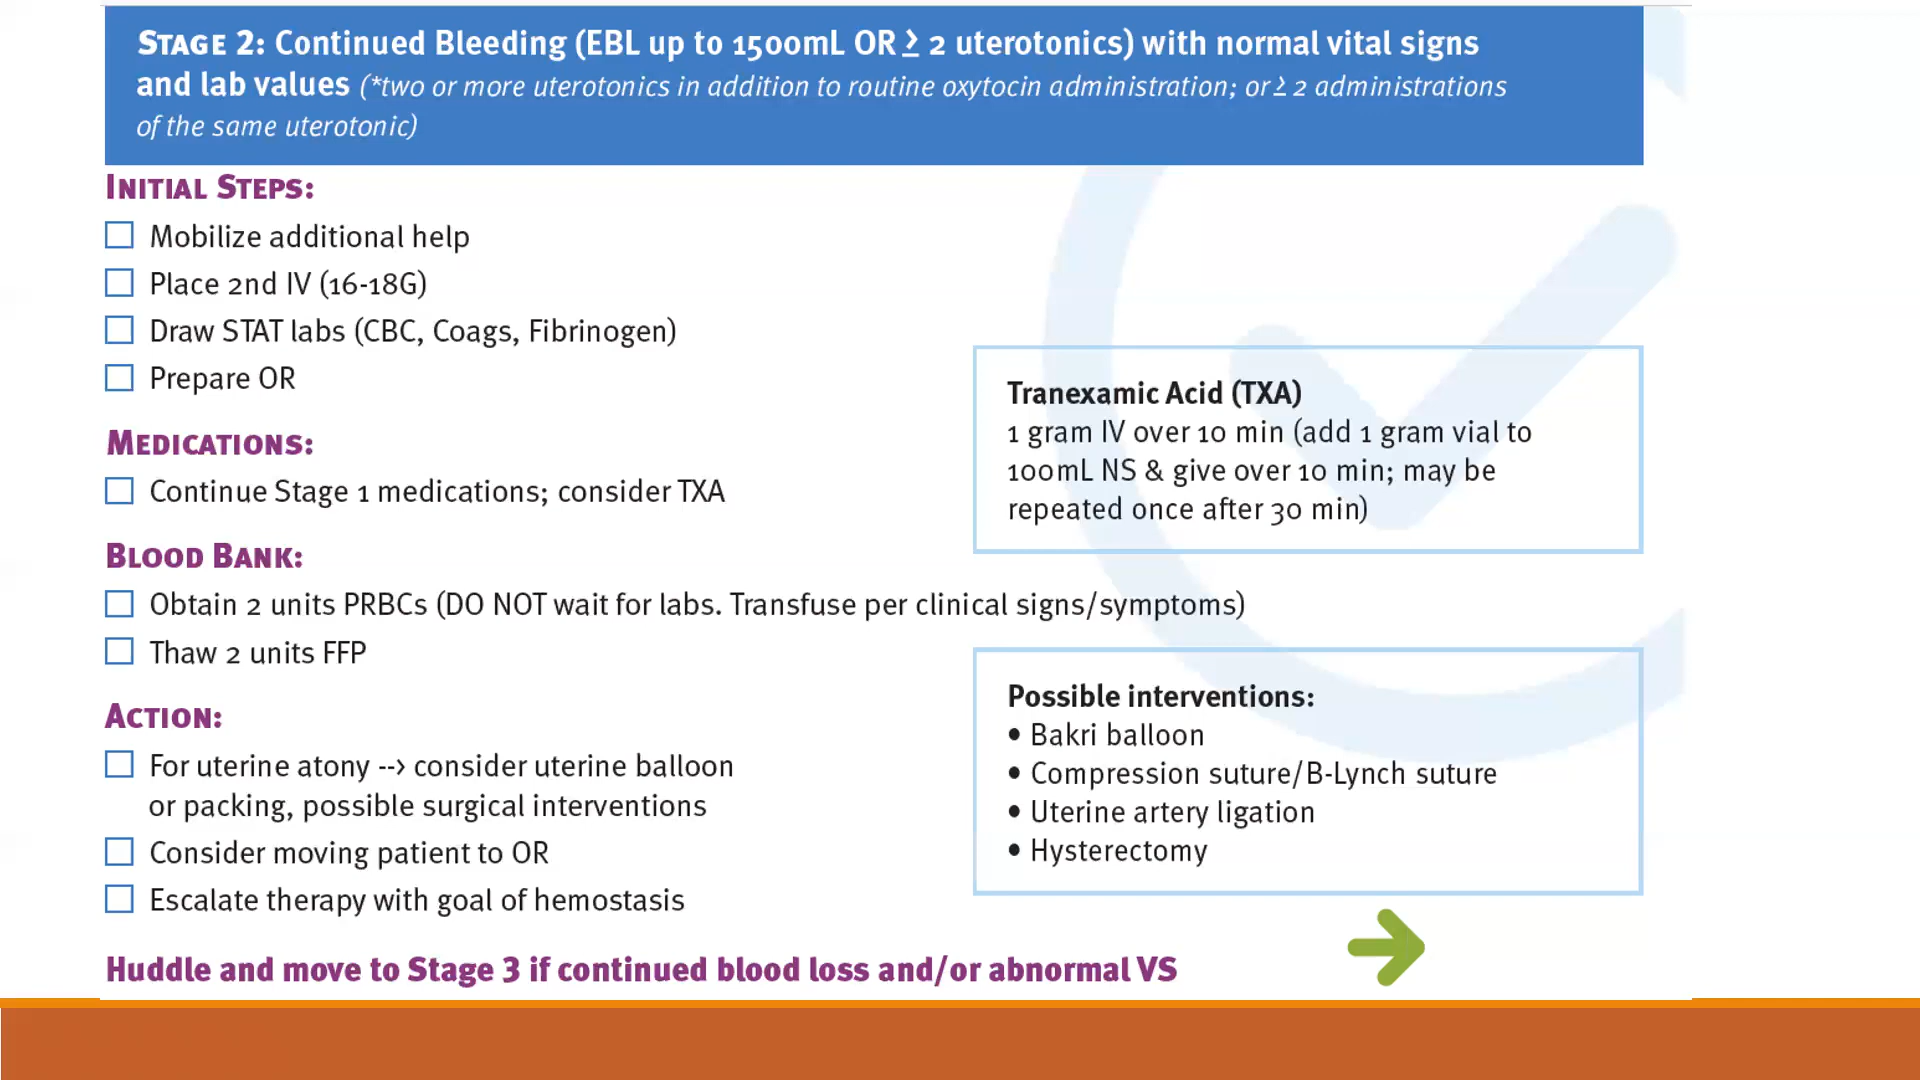 STAGE 2: Continued Bleeding (EBL up to 1500mL OR ≥ 2 uterotonics) with normal vital signs
and lab values (*two or more uterotonics in addition to routine oxytocin administration; or ≥ 2 administrations
of the same uterotonic)
INITIAL STEPS:
Mobilize additional help
Place 2nd IV (16-18G)
Draw STAT labs (CBC, Coags, Fibrinogen)
Prepare OR
MEDICATIONS:
Continue Stage 1 medications; consider TXA
BLOOD BANK:
Obtain 2 units PRBCs (DO NOT wait for labs. Transfuse per clinical signs/symptoms)
Thaw 2 units FFP
ACTION:
For uterine atony --> consider uterine balloon
or packing, possible surgical interventions
Consider moving patient to OR
Escalate therapy with goal of hemostasis
Tranexamic Acid (TXA)
1 gram IV over 10 min (add 1 gram vial to
100mL NS & give over 10 min; may be
repeated once after 30 min)
Possible interventions:
• Bakri balloon
• Compression suture/B-Lynch suture
• Uterine artery ligation
• Hysterectomy
Huddle and move to Stage 3 if continued blood loss and/or abnormal VS